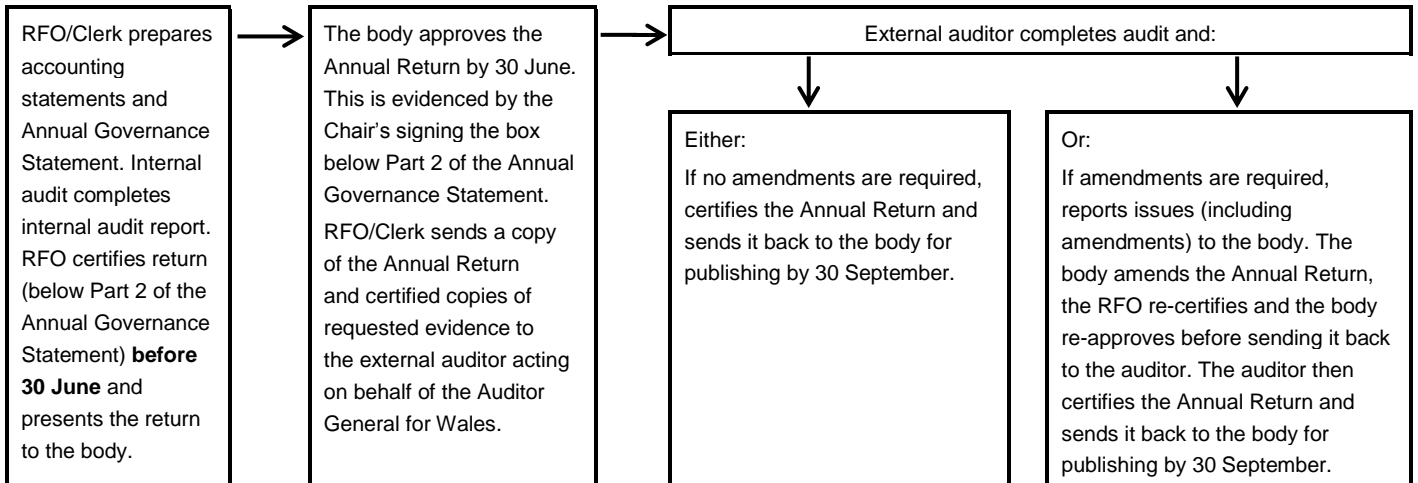 RFO/Clerk prepares
accounting
statements and
Annual Governance
Statement. Internal
audit completes
internal audit report.
RFO certifies return
(below Part 2 of the
Annual Governance
Statement) before
30 June and
presents the return
to the body.
The body approves the
Annual Return by 30 June.
This is evidenced by the
Chair’s signing the box
below Part 2 of the Annual
Governance Statement.
RFO/Clerk sends a copy
of the Annual Return
and certified copies of
requested evidence to
the external auditor acting
on behalf of the Auditor
General for Wales.
External auditor completes audit and:
Either:
If no amendments are required,
certifies the Annual Return and
sends it back to the body for
publishing by 30 September.
Or:
If amendments are required,
reports issues (including
amendments) to the body. The
body amends the Annual Return,
the RFO re-certifies and the body
re-approves before sending it back
to the auditor. The auditor then
certifies the Annual Return and
sends it back to the body for
publishing by 30 September.